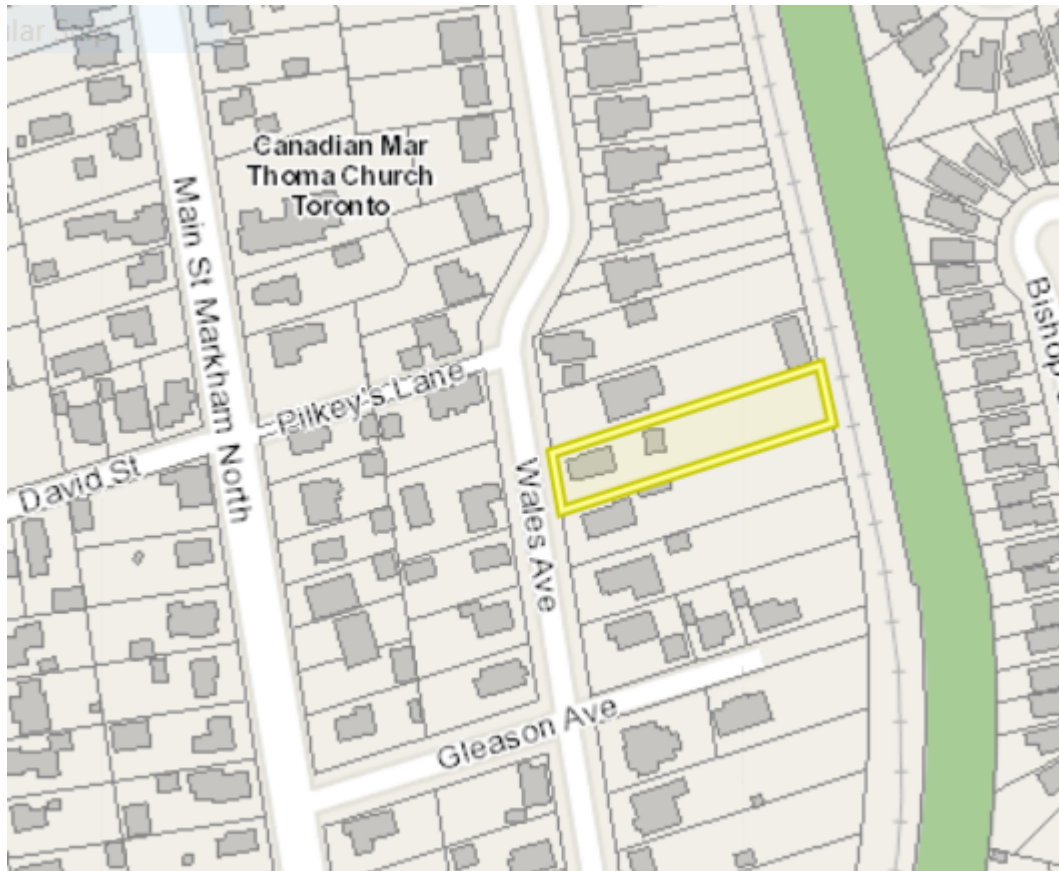 Canadian Mar
Thoma Church
Toronto
Main St Markham North
Bishop
Pilkey's Lane
David St
Wales Ave
Gleason Ave